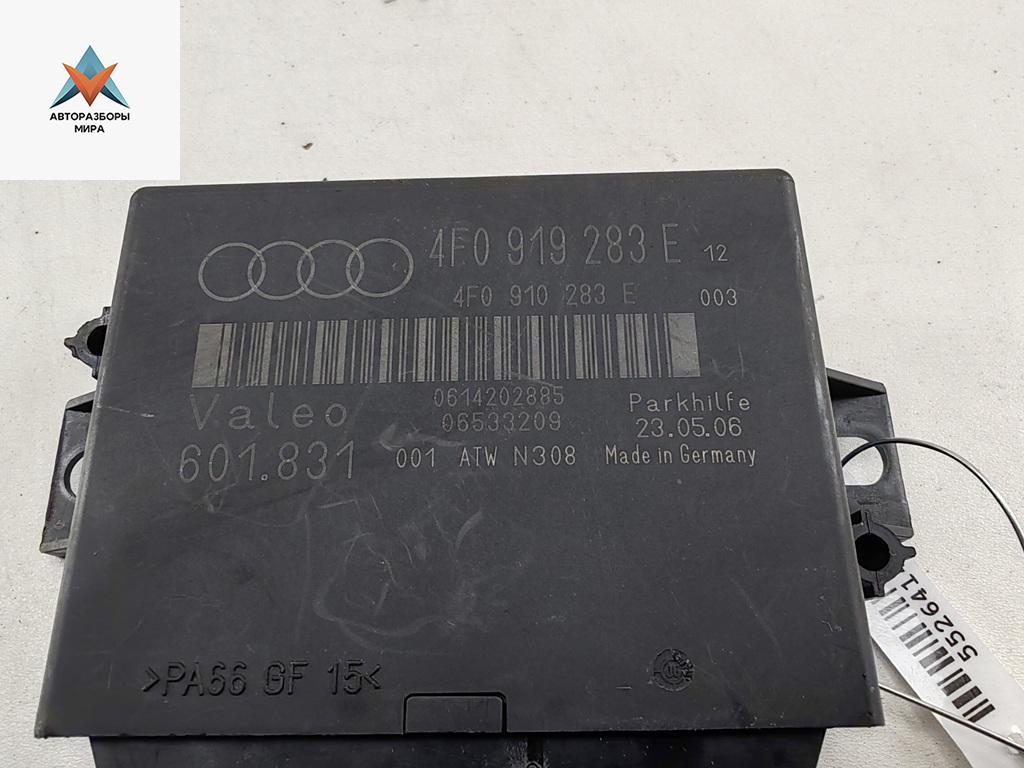 АВТОРАЗБОРЫ
МИРА
4F0 919 283 E 12
4F0 910 283 E 003
0614202885
Valeo 06533209 Parkhilfe
23.05.06
601.831 001 ATW N308 Made in Germany
>PA66 GF 15<
552641